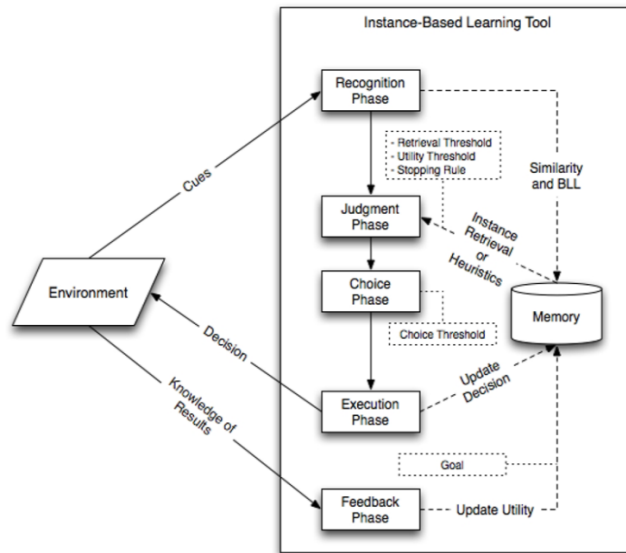 Instance-Based Learning Tool
Recognition
Phase
- Retrieval Threshold
- Utility Threshold
- Stopping Rule
Similarity
and BLL
Cues
Judgment
Phase
Instance
Retrieval
or
Heuristics
Environment
Choice
Phase
Memory
Choice Threshold
Decision
Update
Decision
Execution
Phase
Knowledge of
Results
Goal
Feedback
Phase
Update Utility